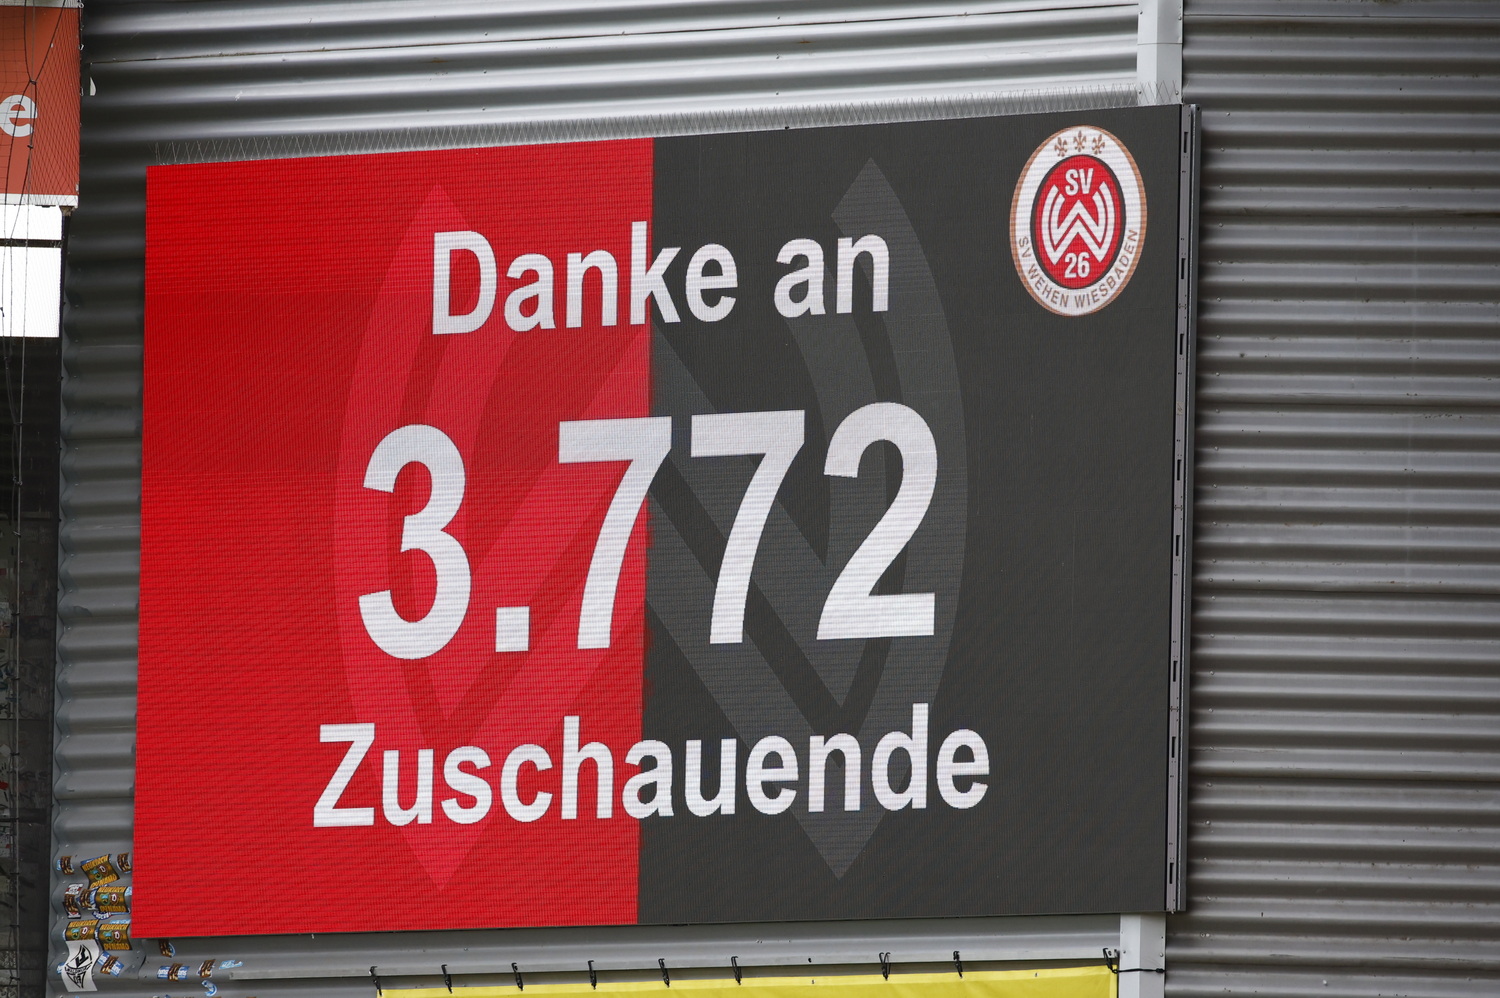 e
Danke an
3.772
Zuschauende
SV
W
26
SV WEHEN WIESBADEN